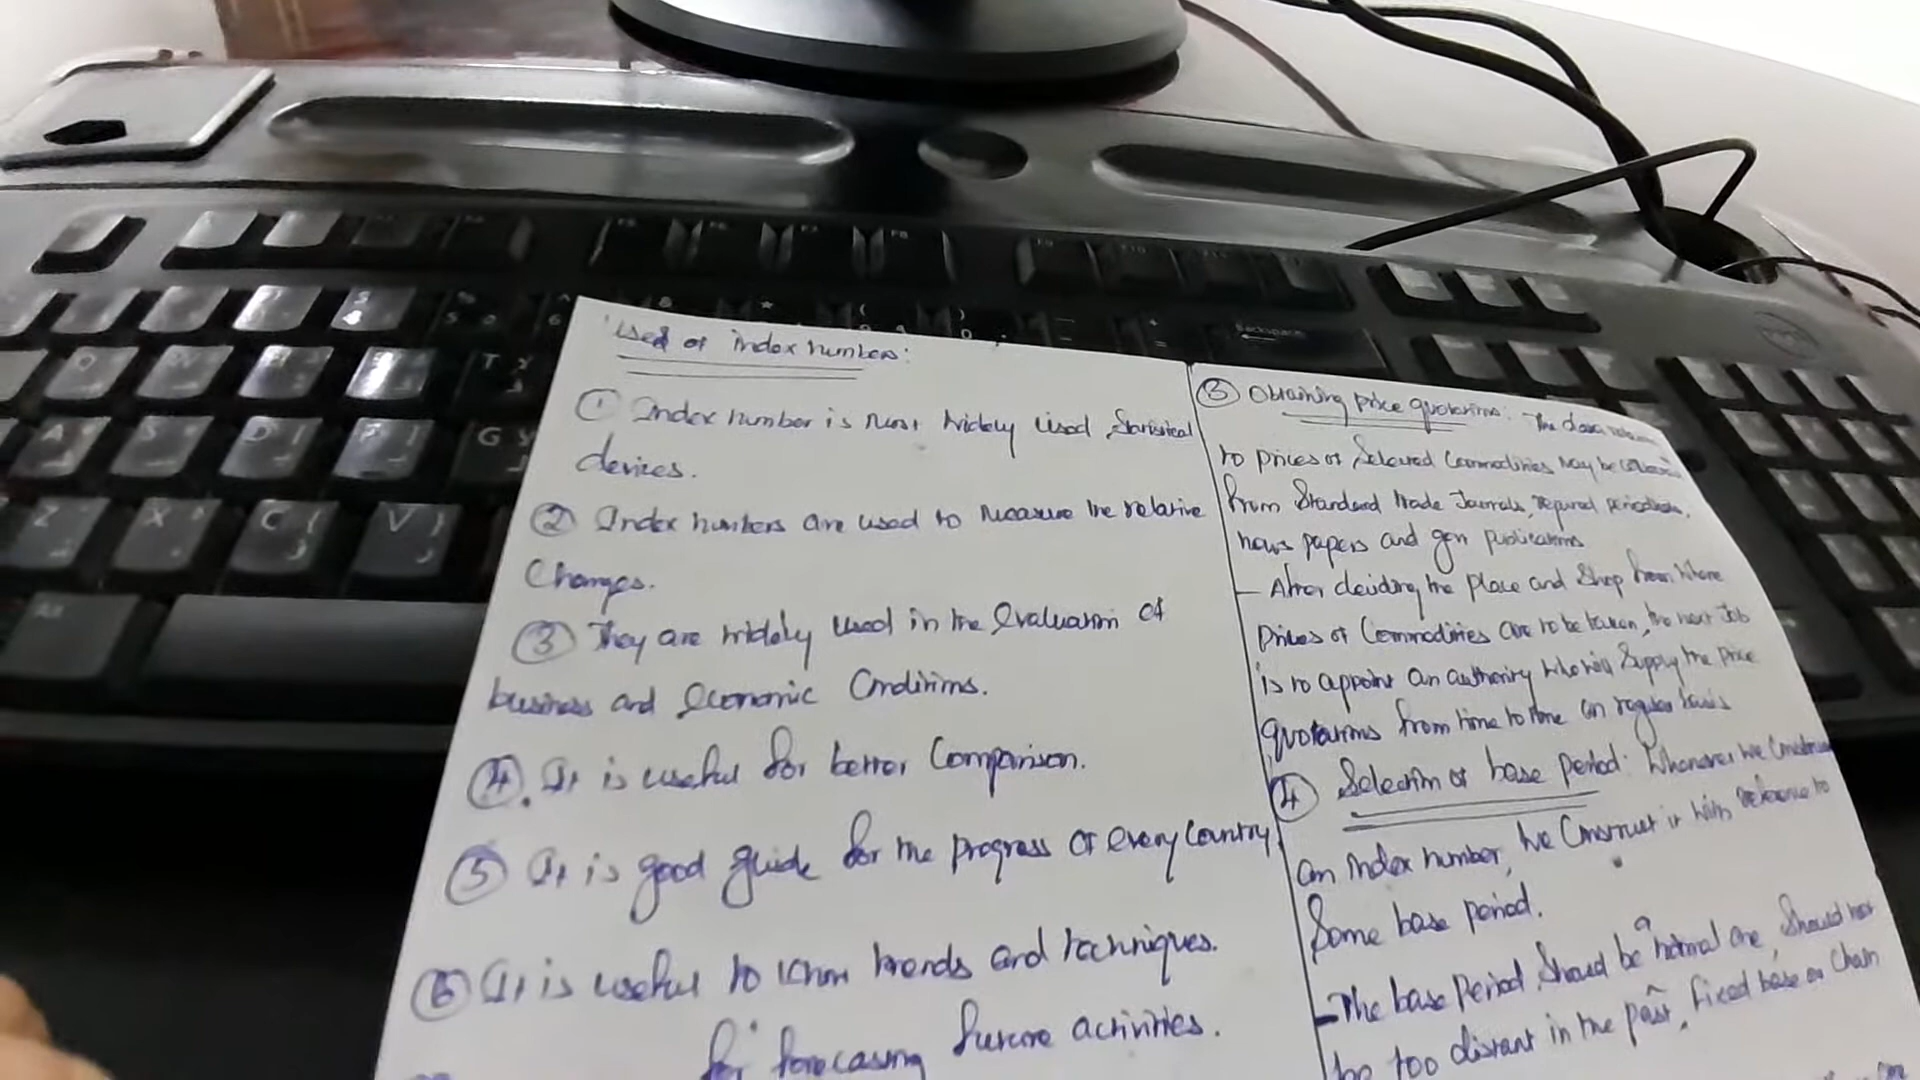 Uses of index numbers:
① Index number is most widely used Statistical
devices.
② Index numbers are used to measure the relative
Changes.
③ They are widely used in the evaluation of
business and Economic Conditions.
④. It is useful for better Comparison.
⑤ It is good guide for the progress of every Country
⑥ It is useful to know trends and techniques.
for forecasting future activities.
③ Obtaining price quotations: The data
to prices of Selected Commodities may be
from Standard trade Journals,
news papers and gov publications
- After deciding the place and Shop from where
prices of Commodities are to be taken, the next Job
is to appoint an authority who will Supply the price
quotations from time to time on regular basis
④ Selection of base period: Whenever we Construct
an index number, we Construct it with reference to
Some base period.
- The base period Should be a normal one, Should not
be too distant in the past, fixed base or Chain
Backspace